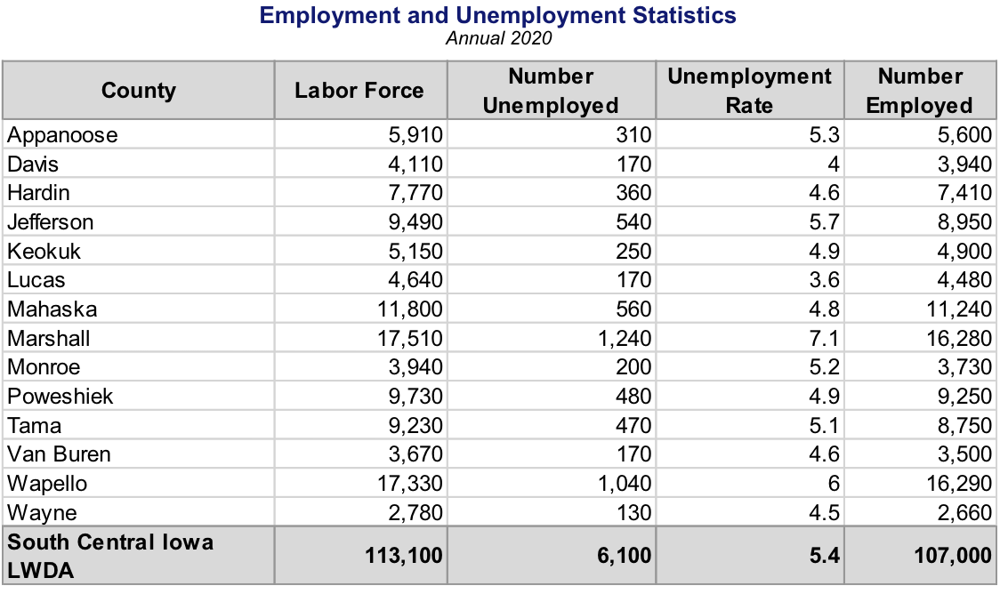 Employment and Unemployment Statistics
Annual 2020
County Labor Force Number Unemployed Unemployment Rate Number Employed
Appanoose 5,910 310 5.3 5,600
Davis 4,110 170 4 3,940
Hardin 7,770 360 4.6 7,410
Jefferson 9,490 540 5.7 8,950
Keokuk 5,150 250 4.9 4,900
Lucas 4,640 170 3.6 4,480
Mahaska 11,800 560 4.8 11,240
Marshall 17,510 1,240 7.1 16,280
Monroe 3,940 200 5.2 3,730
Poweshiek 9,730 480 4.9 9,250
Tama 9,230 470 5.1 8,750
Van Buren 3,670 170 4.6 3,500
Wapello 17,330 1,040 6 16,290
Wayne 2,780 130 4.5 2,660
South Central Iowa LWDA 113,100 6,100 5.4 107,000